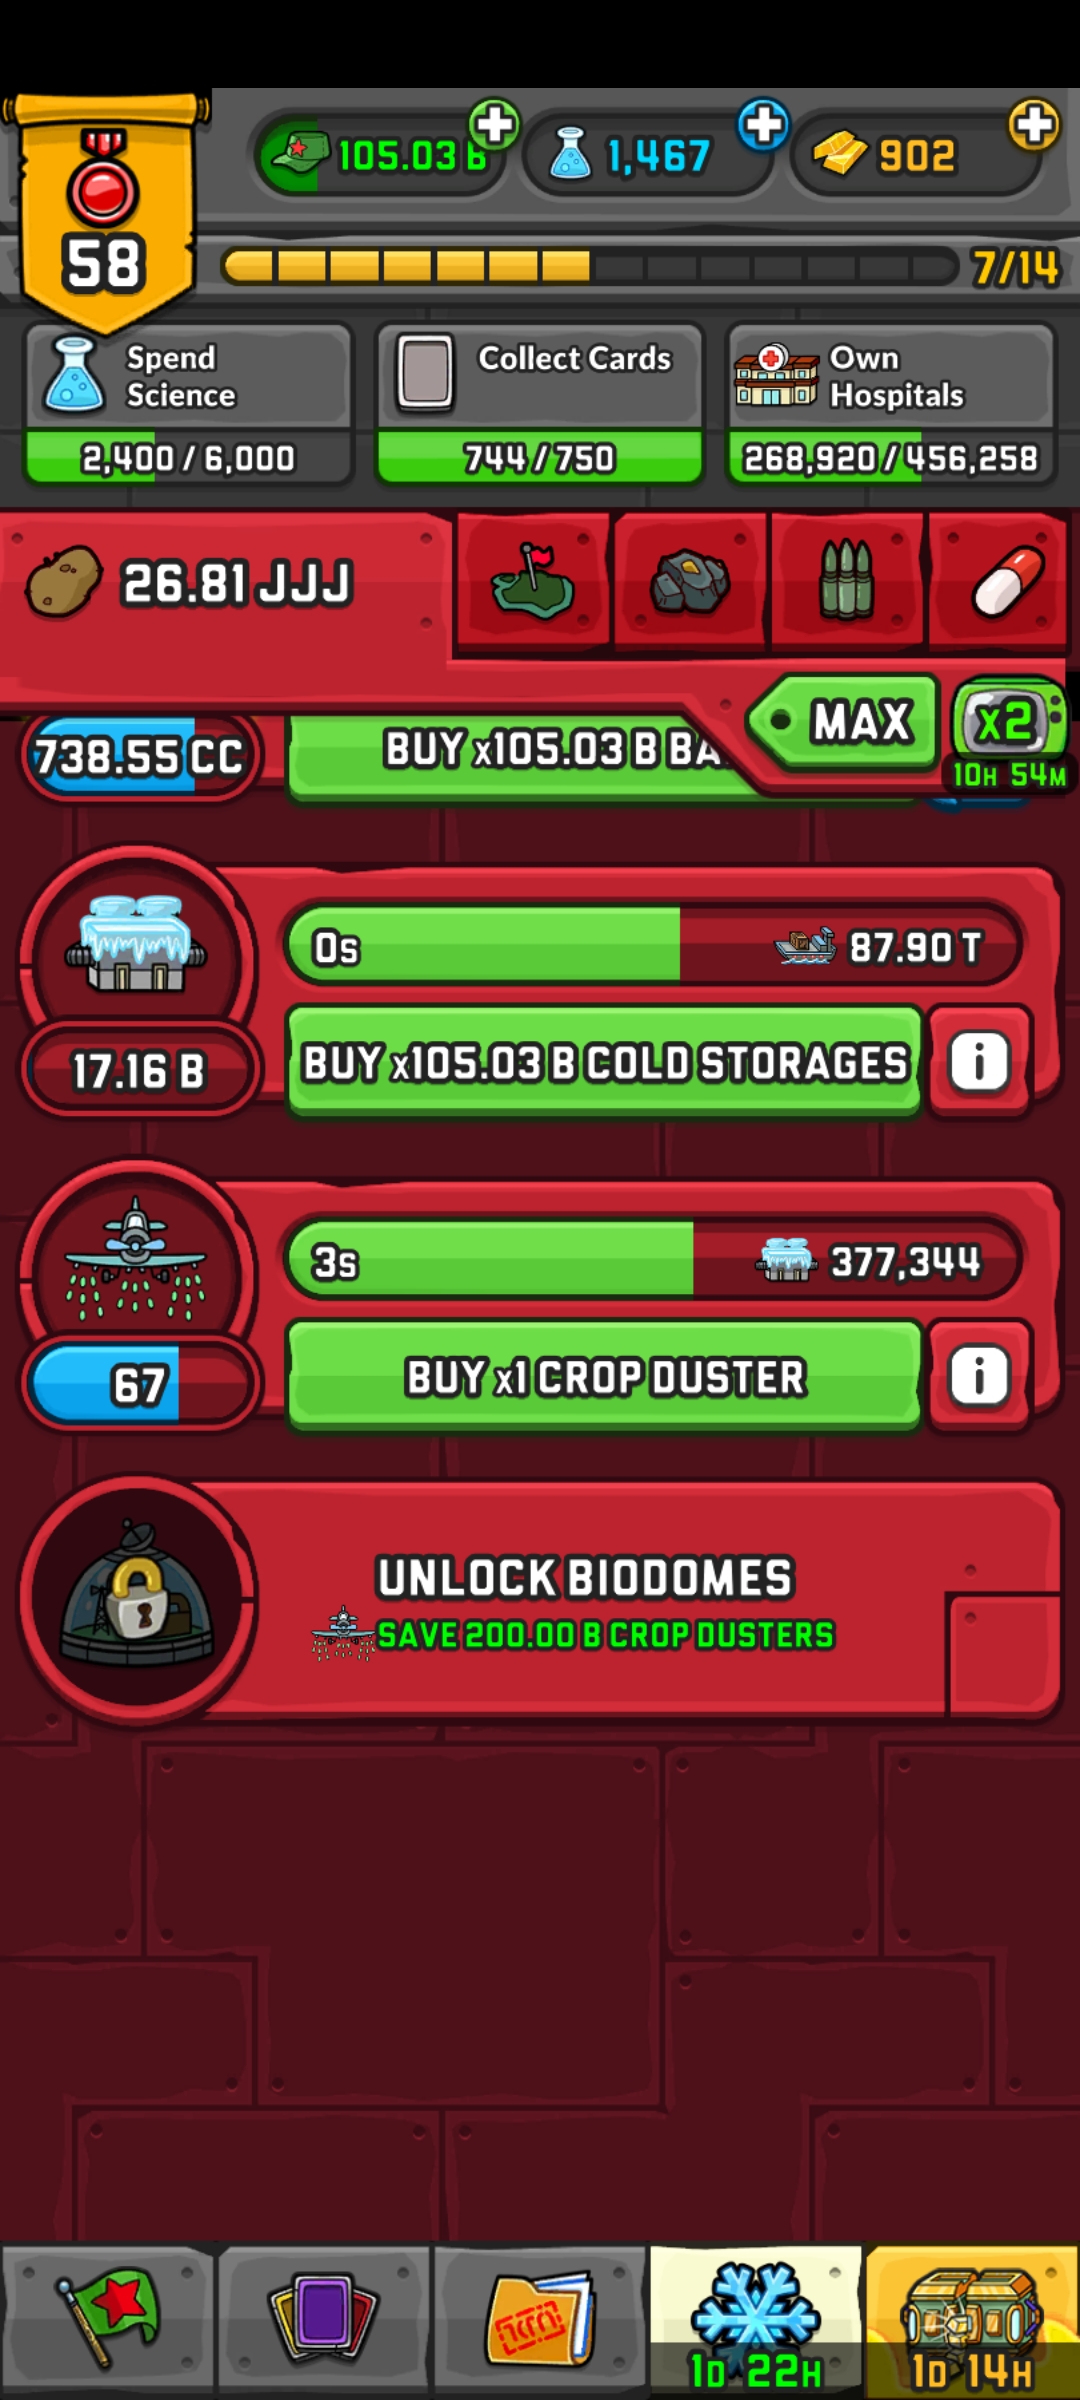 58
105.03 B
1,467
902
7/14
Spend
Science
2,400 / 6,000
Collect Cards
744 / 750
Own
Hospitals
268,920 / 456,258
26.81 JJJ
MAX
x2
10H 54M
738.55 CC
BUY x105.03 B BA
0s
87.90 T
17.16 B
BUY x105.03 B COLD STORAGES
i
3s
377,344
67
BUY x1 CROP DUSTER
i
UNLOCK BIODOMES
SAVE 200.00 B CROP DUSTERS
1D 22H
1D 14H